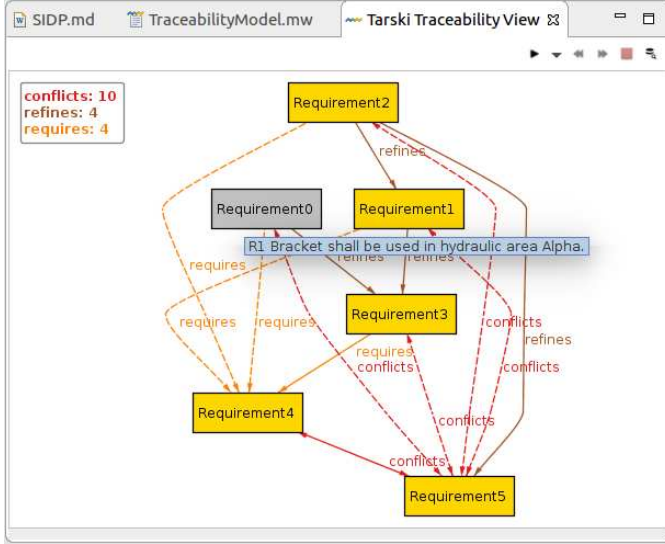 SIDP.md TraceabilityModel.mw Tarski Traceability View
conflicts: 10
refines: 4
requires: 4
Requirement2
refines
Requirement0 Requirement1
R1 Bracket shall be used in hydraulic area Alpha.
requires refines refines
Requirement3
requires requires conflicts
refines
requires
conflicts conflicts
Requirement4 conflicts
conflicts
Requirement5